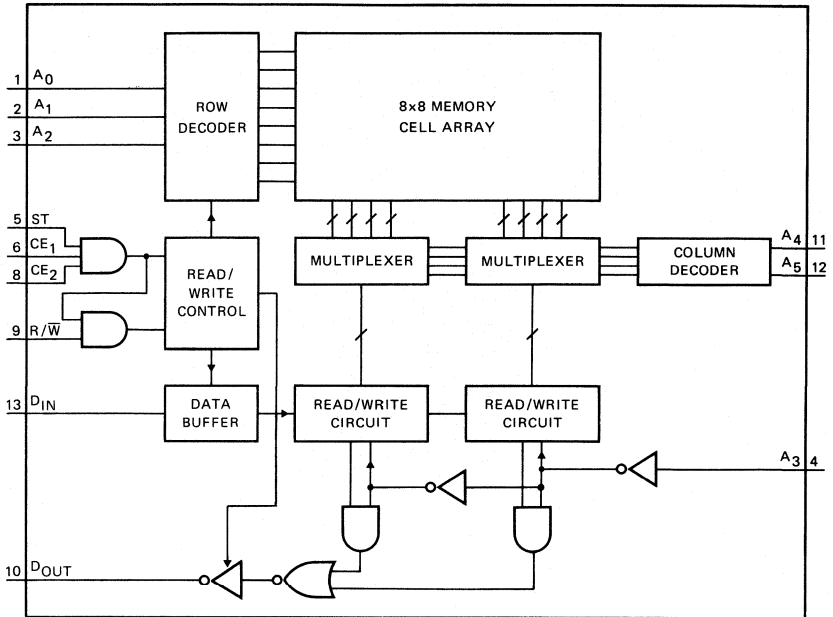 1 A0
2 A1
3 A2
ROW
DECODER
8x8 MEMORY
CELL ARRAY
5 ST
6 CE1
8 CE2
9 R/W̅
READ/
WRITE
CONTROL
MULTIPLEXER
MULTIPLEXER
COLUMN
DECODER
A4 11
A5 12
13 DIN
DATA
BUFFER
READ/WRITE
CIRCUIT
READ/WRITE
CIRCUIT
A3 4
10 DOUT